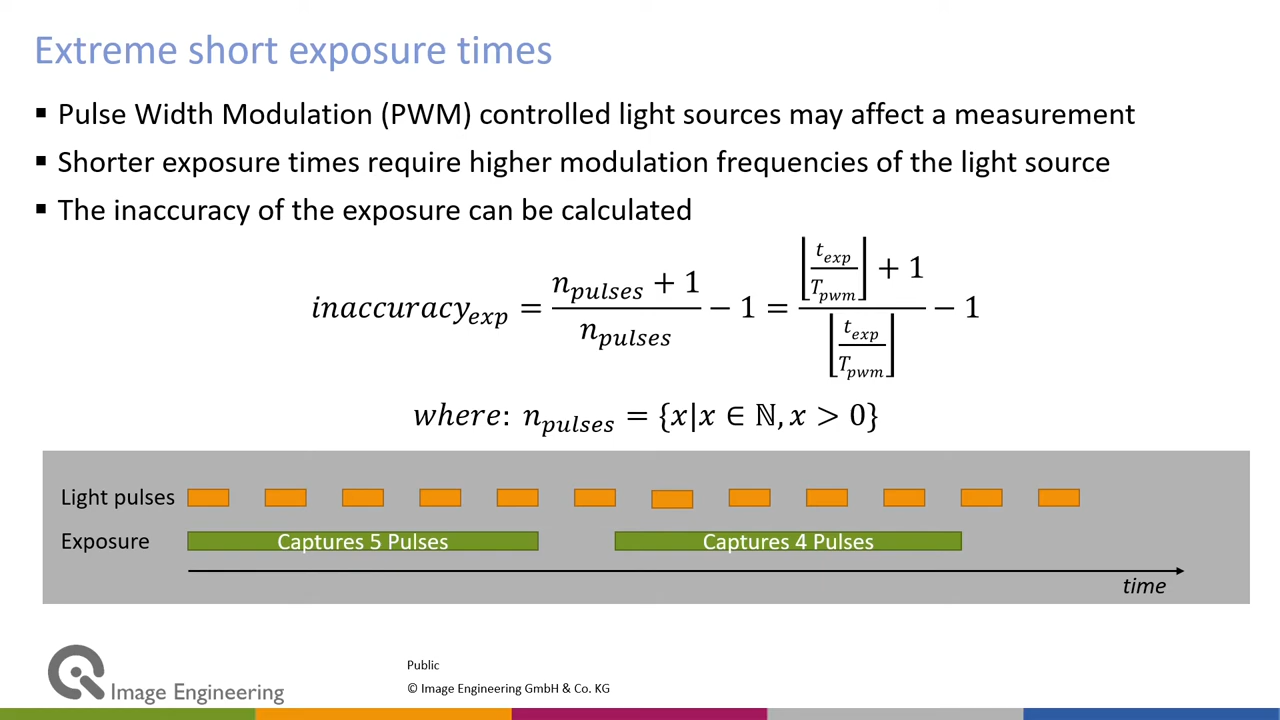 Extreme short exposure times
▪ Pulse Width Modulation (PWM) controlled light sources may affect a measurement
▪ Shorter exposure times require higher modulation frequencies of the light source
▪ The inaccuracy of the exposure can be calculated
inaccuracy_exp = (n_pulses + 1) / n_pulses − 1 = (⌊t_exp / T_pwm⌋ + 1) / ⌊t_exp / T_pwm⌋ − 1
where: n_pulses = {x|x ∈ ℕ, x > 0}
Light pulses
Exposure Captures 5 Pulses Captures 4 Pulses
time
Image Engineering
Public
© Image Engineering GmbH & Co. KG